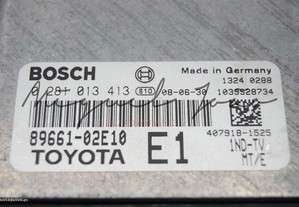 BOSCH
Made in Germany
1324 0288
0 281 013 413
810
08-06-30
1039S28734
89661-02E10
E1
407918-1525
TOYOTA
1ND-TV
MT/E